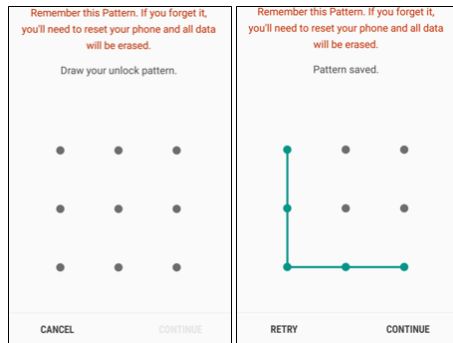 Remember this Pattern. If you forget it,
you'll need to reset your phone and all data
will be erased.
Draw your unlock pattern.
CANCEL
CONTINUE
Remember this Pattern. If you forget it,
you'll need to reset your phone and all data
will be erased.
Pattern saved.
RETRY
CONTINUE